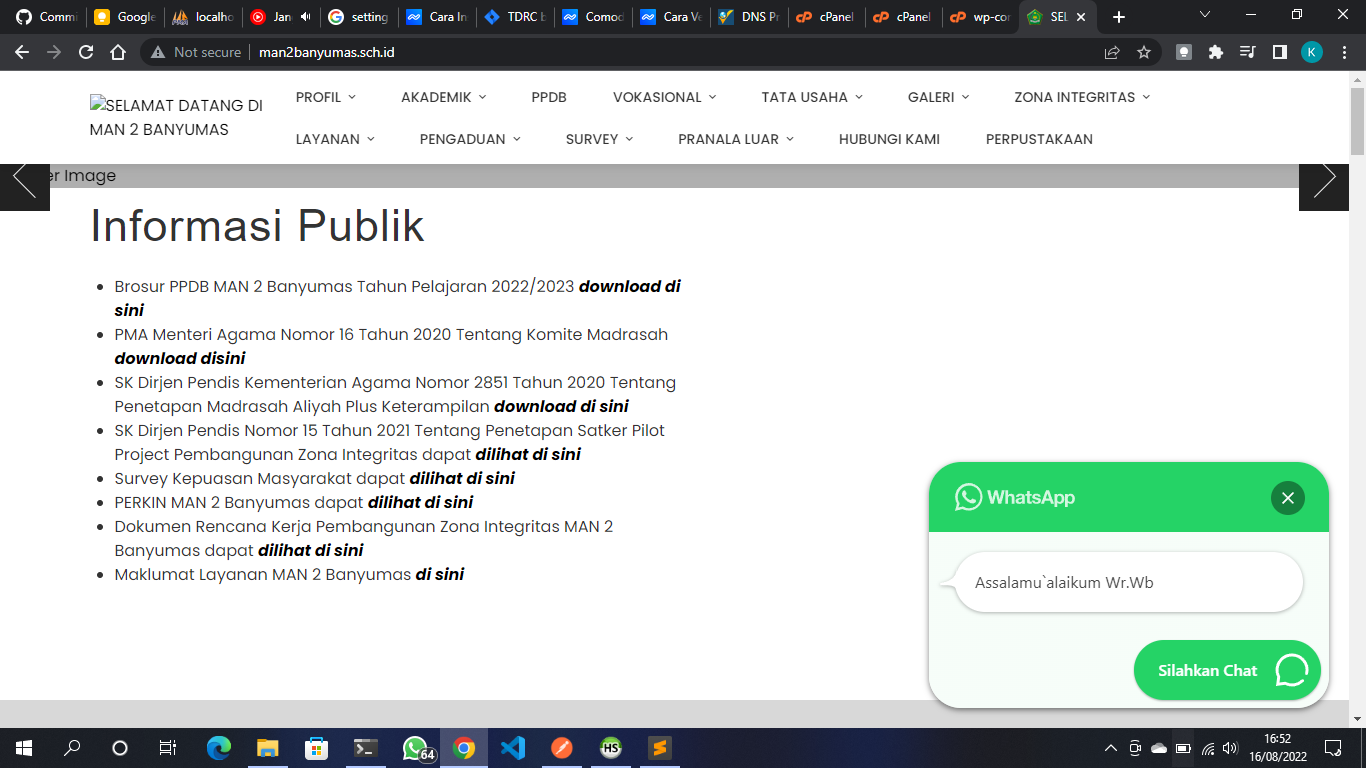 Commi Google localho Jan setting Cara In TDRC b Comod Cara Ve DNS Pr cPanel cPanel wp-cor SEL
Not secure man2banyumas.sch.id K
SELAMAT DATANG DI
MAN 2 BANYUMAS
PROFIL AKADEMIK PPDB VOKASIONAL TATA USAHA GALERI ZONA INTEGRITAS
LAYANAN PENGADUAN SURVEY PRANALA LUAR HUBUNGI KAMI PERPUSTAKAAN
er Image
Informasi Publik
Brosur PPDB MAN 2 Banyumas Tahun Pelajaran 2022/2023 download di
sini
PMA Menteri Agama Nomor 16 Tahun 2020 Tentang Komite Madrasah
download disini
SK Dirjen Pendis Kementerian Agama Nomor 2851 Tahun 2020 Tentang
Penetapan Madrasah Aliyah Plus Keterampilan download di sini
SK Dirjen Pendis Nomor 15 Tahun 2021 Tentang Penetapan Satker Pilot
Project Pembangunan Zona Integritas dapat dilihat di sini
Survey Kepuasan Masyarakat dapat dilihat di sini
PERKIN MAN 2 Banyumas dapat dilihat di sini
Dokumen Rencana Kerja Pembangunan Zona Integritas MAN 2
Banyumas dapat dilihat di sini
Maklumat Layanan MAN 2 Banyumas di sini
WhatsApp
Assalamu`alaikum Wr.Wb
Silahkan Chat
64
HS
16:52
16/08/2022